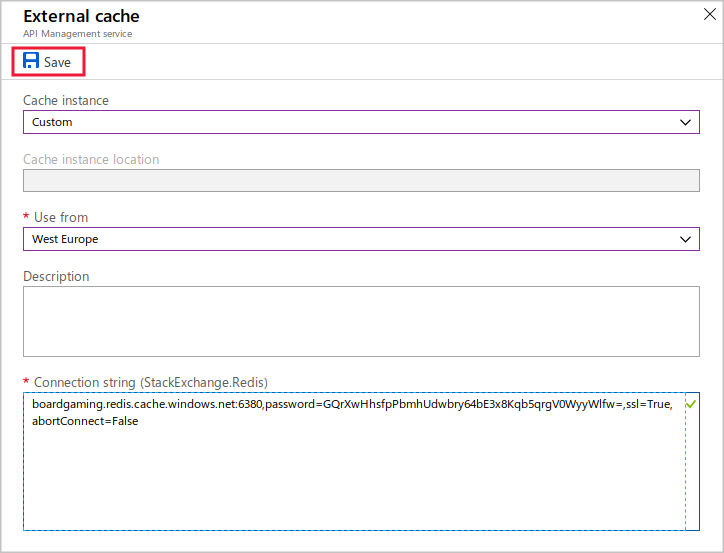 External cache
API Management service
Save
Cache instance
Custom
Cache instance location
* Use from
West Europe
Description
* Connection string (StackExchange.Redis)
boardgaming.redis.cache.windows.net:6380,password=GQrXwHhsfpPbmhUdwbry64bE3x8Kqb5qrgV0WyyWlfw=,ssl=True,
abortConnect=False